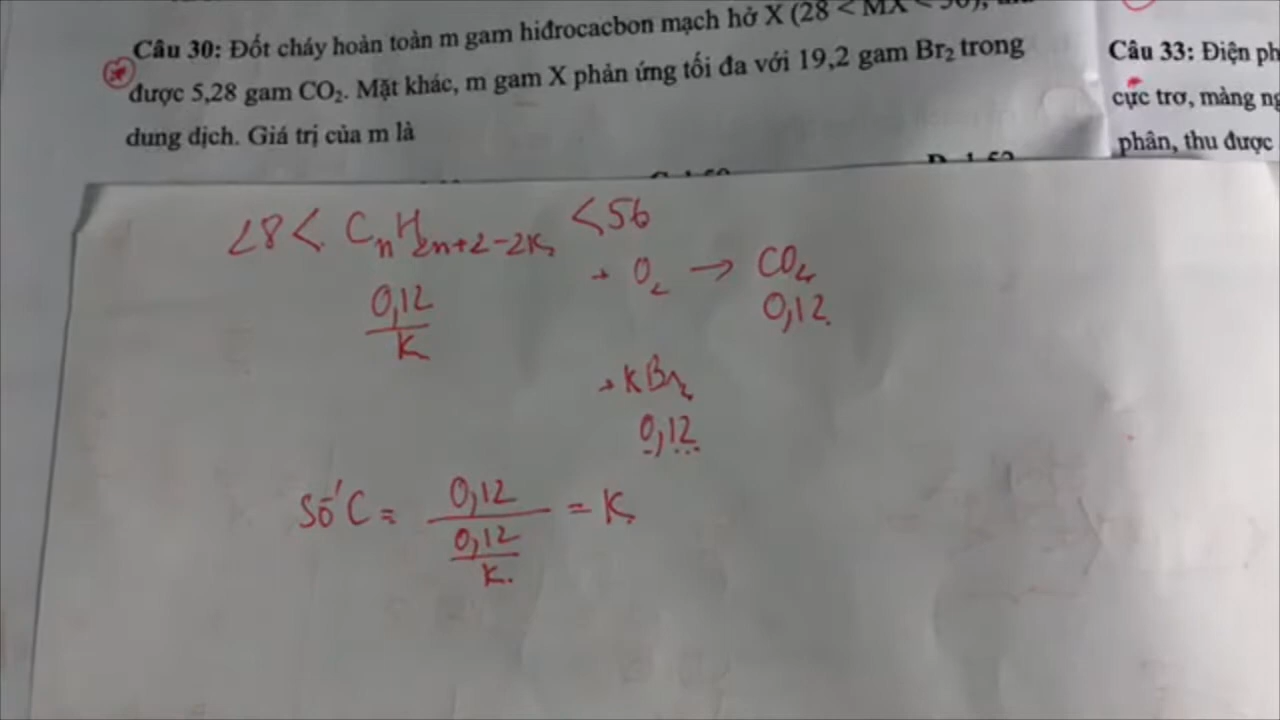 Câu 30: Đốt cháy hoàn toàn m gam hiđrocacbon mạch hở X (28 < MX <
được 5,28 gam CO₂. Mặt khác, m gam X phản ứng tối đa với 19,2 gam Br₂ trong
dung dịch. Giá trị của m là
Câu 33: Điện ph
cực trơ, màng ng
phân, thu được
28 < CₙH₂ₙ₊₂₋₂ₖ < 56
+ O₂ → CO₂
0,12/K
0,12
+ KBr₂
0,12
Số C = 0,12/(0,12/K) = K